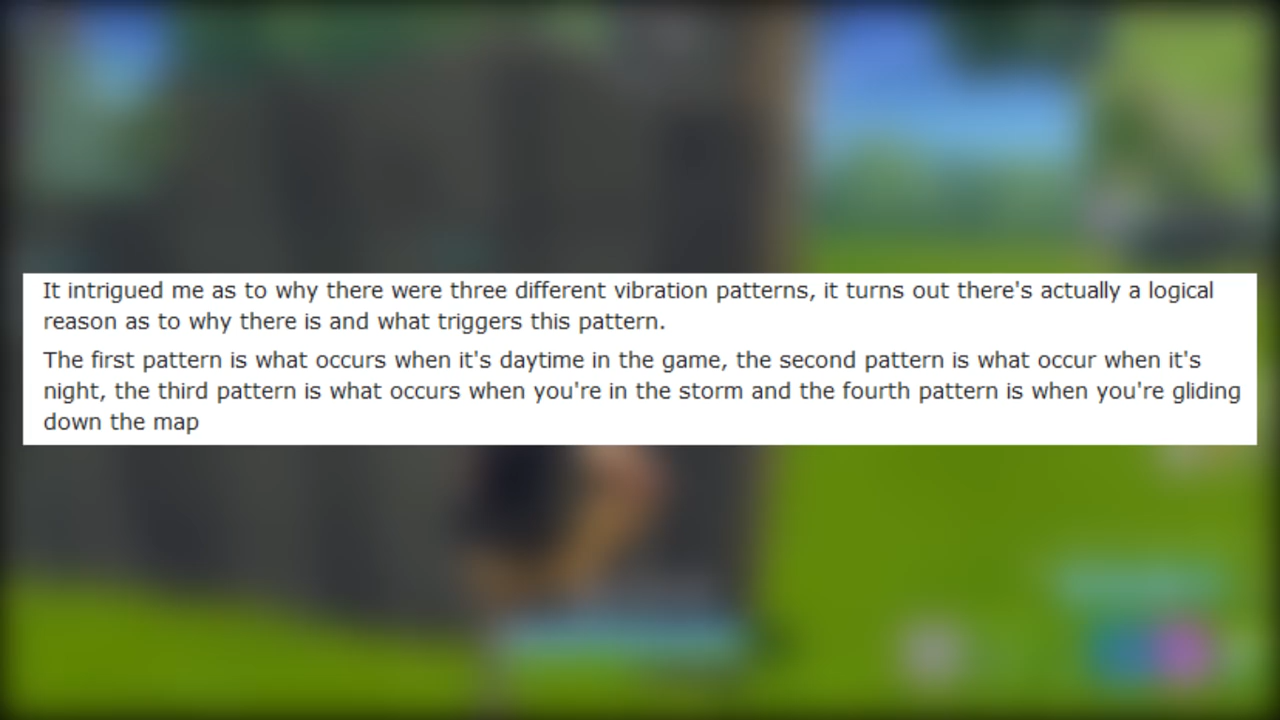 It intrigued me as to why there were three different vibration patterns, it turns out there's actually a logical
reason as to why there is and what triggers this pattern.
The first pattern is what occurs when it's daytime in the game, the second pattern is what occur when it's
night, the third pattern is what occurs when you're in the storm and the fourth pattern is when you're gliding
down the map